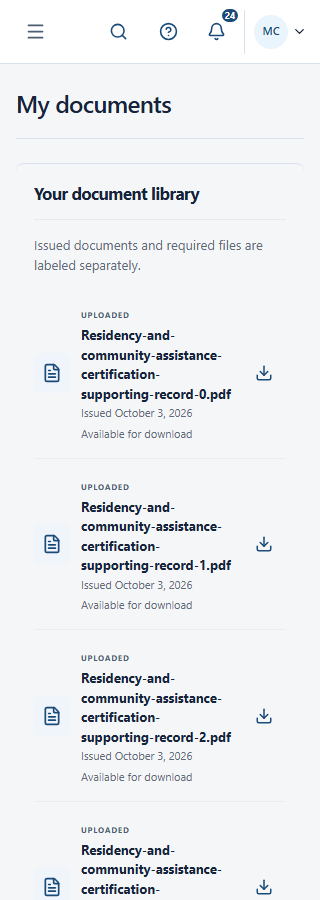 24
MC
My documents
Your document library
Issued documents and required files are
labeled separately.
UPLOADED
Residency-and-
community-assistance-
certification-
supporting-record-0.pdf
Issued October 3, 2026
Available for download
UPLOADED
Residency-and-
community-assistance-
certification-
supporting-record-1.pdf
Issued October 3, 2026
Available for download
UPLOADED
Residency-and-
community-assistance-
certification-
supporting-record-2.pdf
Issued October 3, 2026
Available for download
UPLOADED
Residency-and-
community-assistance-
certification-